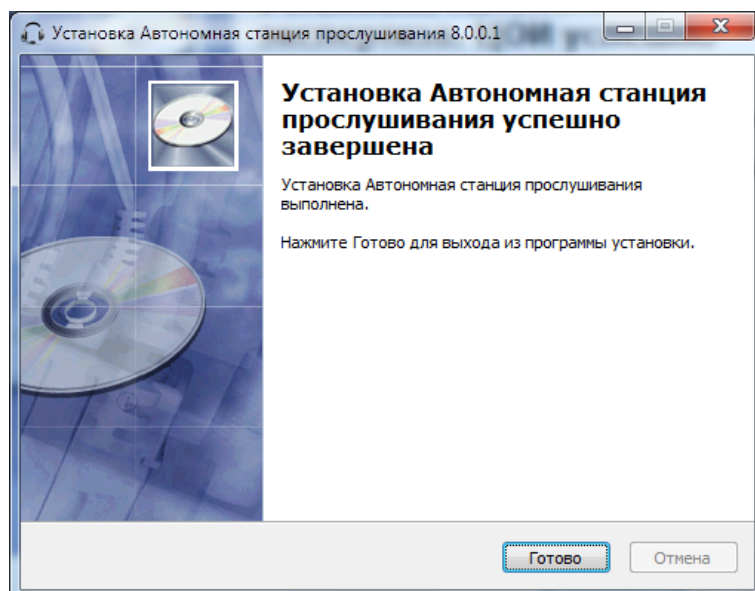 Установка Автономная станция прослушивания 8.0.0.1
Установка Автономная станция
прослушивания успешно
завершена
Установка Автономная станция прослушивания
выполнена.
Нажмите Готово для выхода из программы установки.
Готово
Отмена